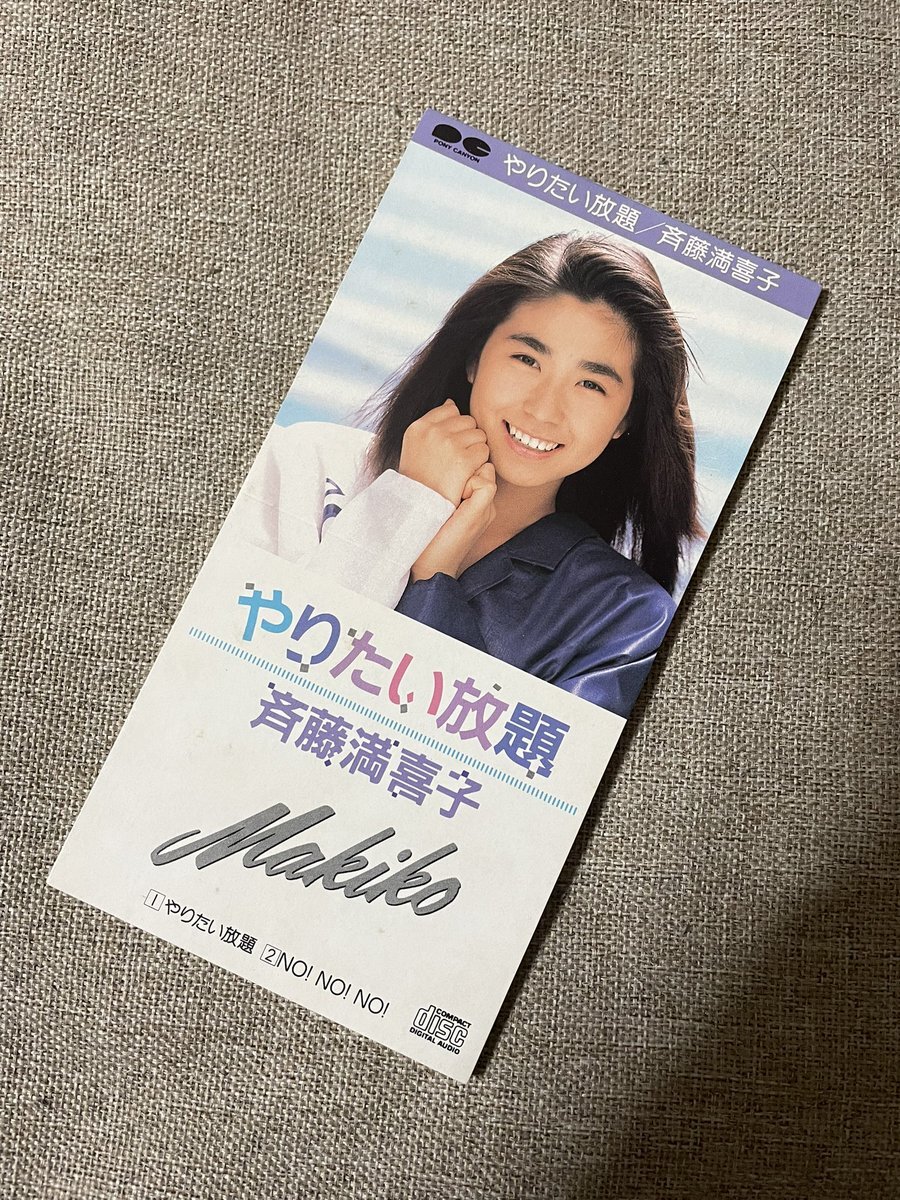 PONY CANYON
やりたい放題/斉藤満喜子
やりたい放題
斉藤満喜子
Makiko
1やりたい放題 2NO! NO! NO!
COMPACT
disc
DIGITAL AUDIO